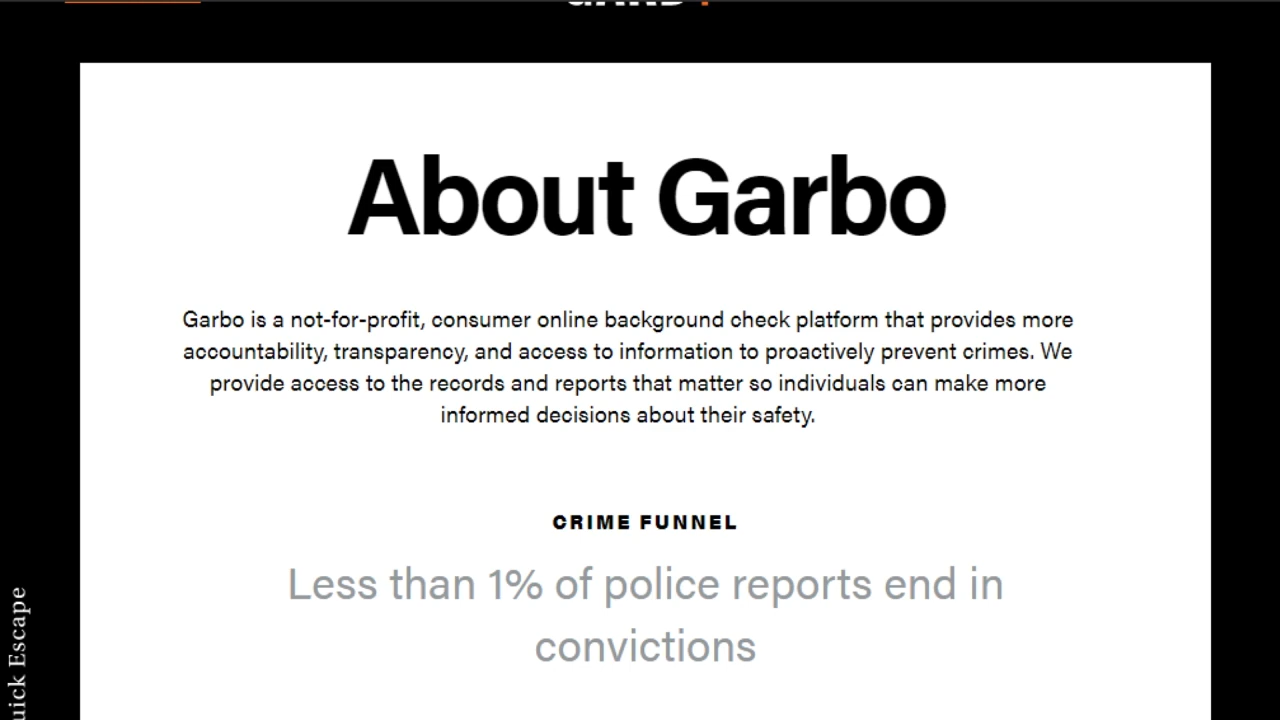 About Garbo
Garbo is a not-for-profit, consumer online background check platform that provides more
accountability, transparency, and access to information to proactively prevent crimes. We
provide access to the records and reports that matter so individuals can make more
informed decisions about their safety.
CRIME FUNNEL
Less than 1% of police reports end in
convictions
Escape